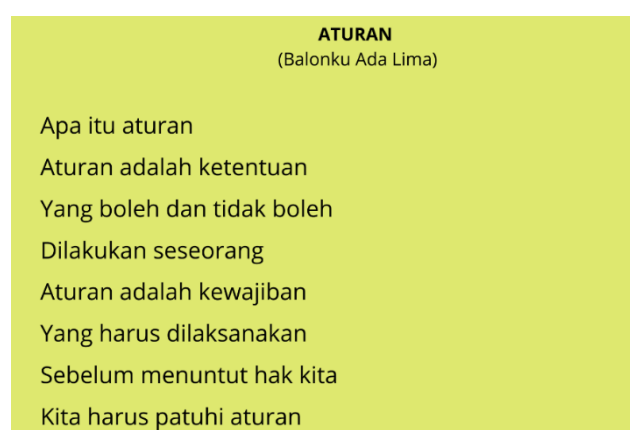 ATURAN
(Balonku Ada Lima)
Apa itu aturan
Aturan adalah ketentuan
Yang boleh dan tidak boleh
Dilakukan seseorang
Aturan adalah kewajiban
Yang harus dilaksanakan
Sebelum menuntut hak kita
Kita harus patuhi aturan